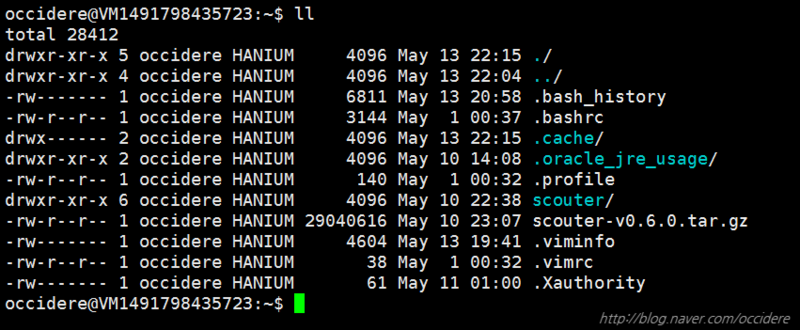 occidere@VM1491798435723:~$ ll
total 28412
drwxr-xr-x 5 occidere HANIUM     4096 May 13 22:15 ./
drwxr-xr-x 4 occidere HANIUM     4096 May 13 22:04 ../
-rw------- 1 occidere HANIUM     6811 May 13 20:58 .bash_history
-rw-r--r-- 1 occidere HANIUM     3144 May  1 00:37 .bashrc
drwx------ 2 occidere HANIUM     4096 May 13 22:15 .cache/
drwxr-xr-x 2 occidere HANIUM     4096 May 10 14:08 .oracle_jre_usage/
-rw-r--r-- 1 occidere HANIUM      140 May  1 00:32 .profile
drwxr-xr-x 6 occidere HANIUM     4096 May 10 22:38 scouter/
-rw-r--r-- 1 occidere HANIUM 29040616 May 10 23:07 scouter-v0.6.0.tar.gz
-rw------- 1 occidere HANIUM     4604 May 13 19:41 .viminfo
-rw-r--r-- 1 occidere HANIUM       38 May  1 00:32 .vimrc
-rw------- 1 occidere HANIUM       61 May 11 01:00 .Xauthority
occidere@VM1491798435723:~$
http://blog.naver.com/occidere